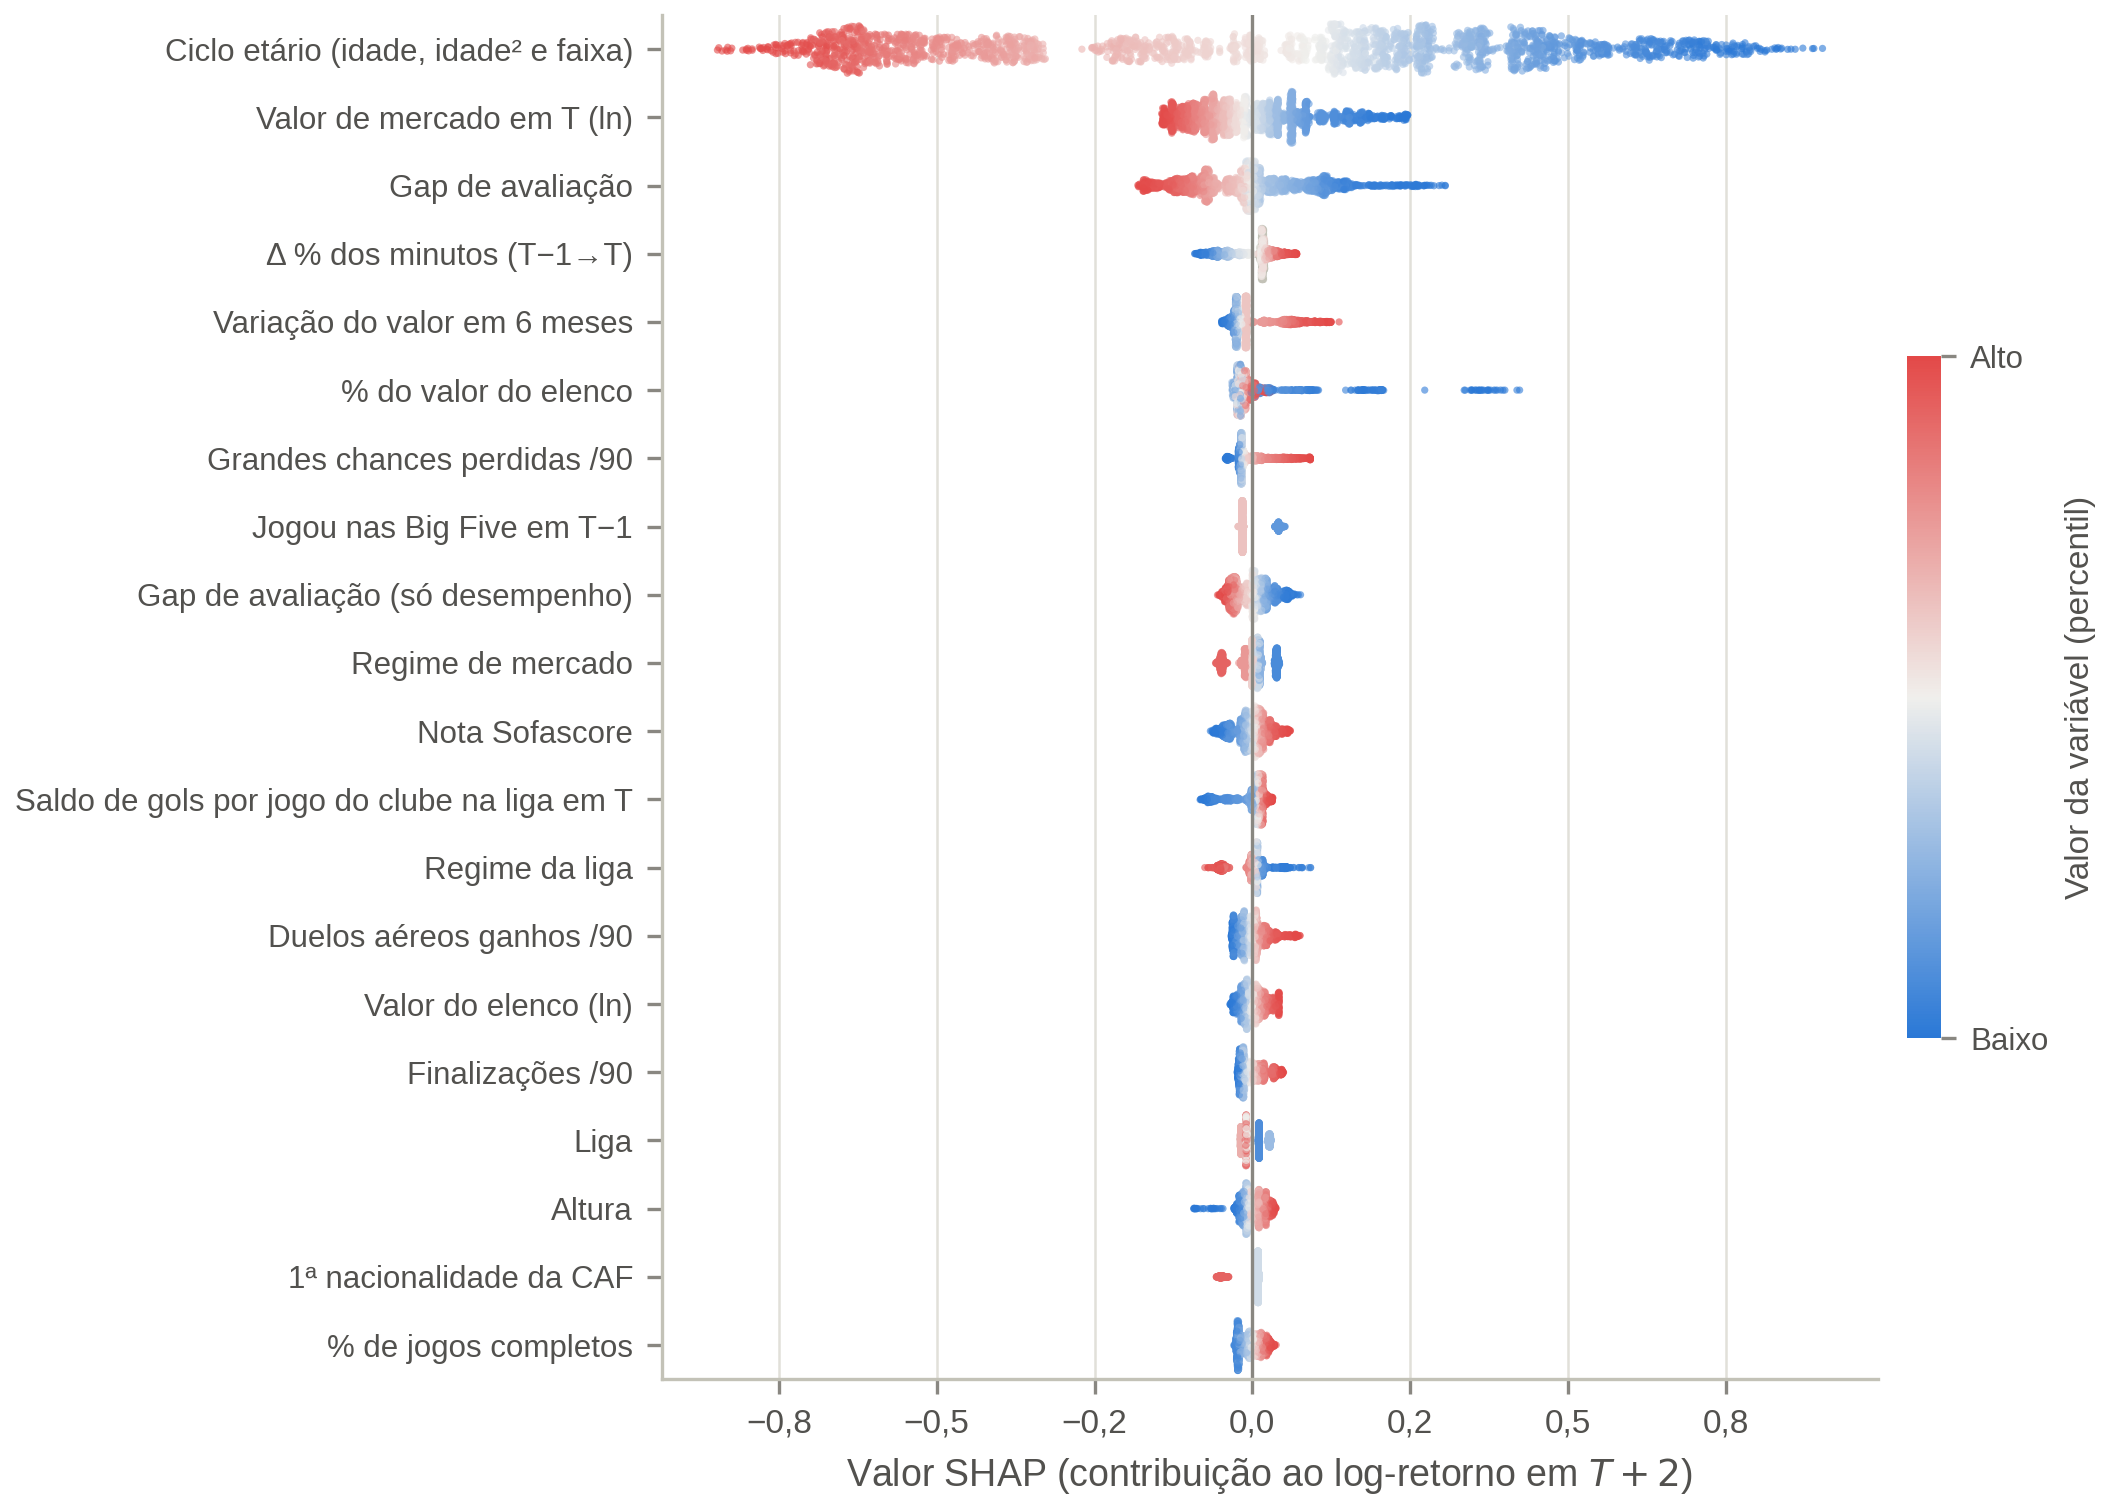 Ciclo etário (idade, idade² e faixa)
Valor de mercado em T (ln)
Gap de avaliação
Δ % dos minutos (T−1→T)
Variação do valor em 6 meses
% do valor do elenco
Grandes chances perdidas /90
Jogou nas Big Five em T−1
Gap de avaliação (só desempenho)
Regime de mercado
Nota Sofascore
Saldo de gols por jogo do clube na liga em T
Regime da liga
Duelos aéreos ganhos /90
Valor do elenco (ln)
Finalizações /90
Liga
Altura
1ª nacionalidade da CAF
% de jogos completos
−0,8 −0,5 −0,2 0,0 0,2 0,5 0,8
Valor SHAP (contribuição ao log-retorno em T + 2)
Alto
Baixo
Valor da variável (percentil)